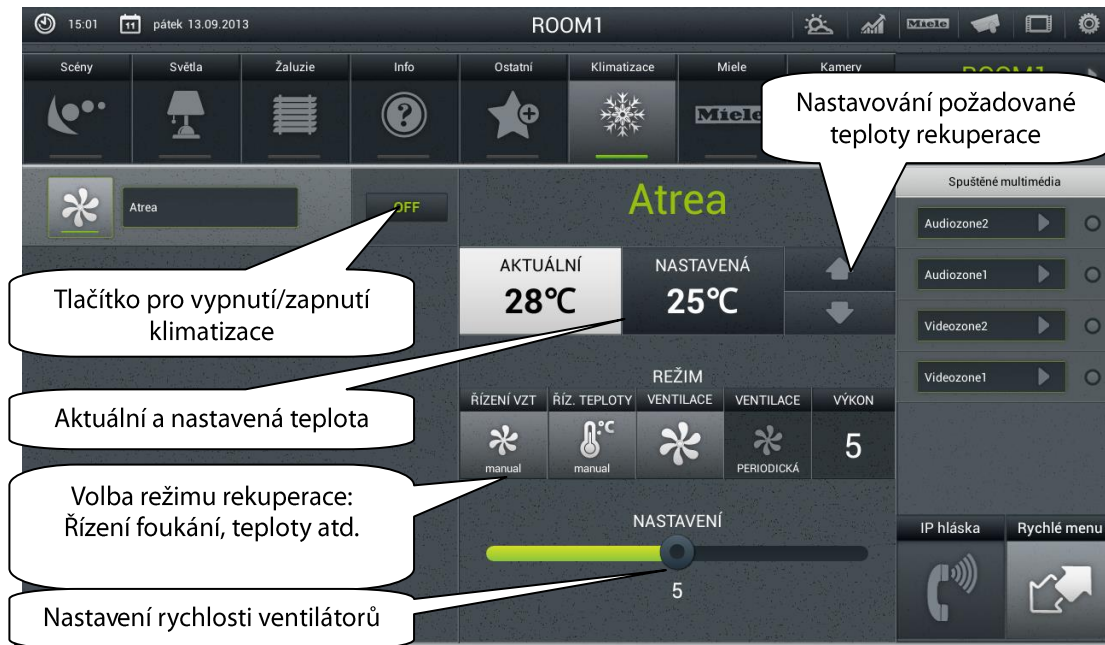 15:01 11 pátek 13.09.2013 ROOM1 Miele
Scény Světla Žaluzie Info Ostatní Klimatizace Miele Kamery
Miele
Nastavování požadované
teploty rekuperace
Atrea OFF
Atrea
Spuštěné multimédia
Audiozone2
Audiozone1
Videozone2
Videozone1
AKTUÁLNÍ NASTAVENÁ
28°C 25°C
Tlačítko pro vypnutí/zapnutí
klimatizace
Aktuální a nastavená teplota
REŽIM
ŘÍZENÍ VZT ŘÍZ. TEPLOTY VENTILACE VENTILACE VÝKON
°C
manual manual PERIODICKÁ 5
Volba režimu rekuperace:
Řízení foukání, teploty atd.
NASTAVENÍ
5
Nastavení rychlosti ventilátorů
IP hláska Rychlé menu